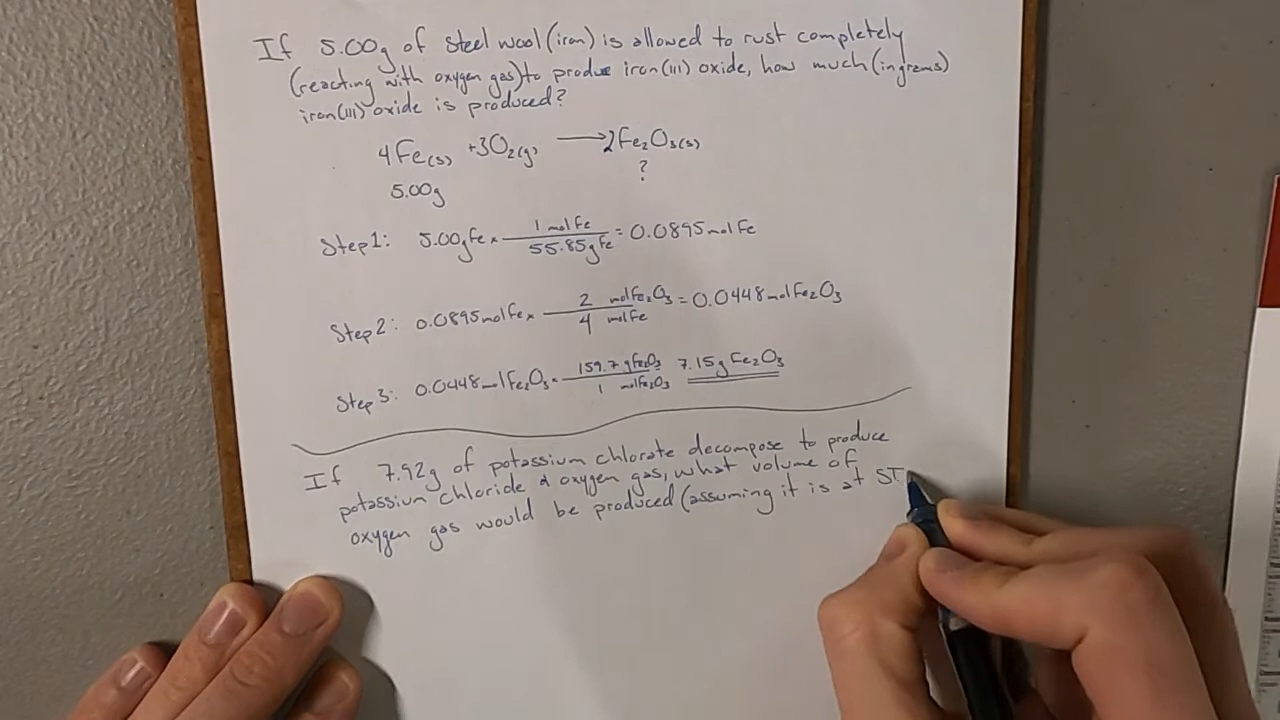 If 5.00g of steel wool (iron) is allowed to rust completely
(reacting with oxygen gas) to produce iron(III) oxide, how much (in grams)
iron(III) oxide is produced?
4Fe(s) + 3O₂(g) ⟶ 2Fe₂O₃(s)
5.00g ?
Step 1: 5.00gFe × 1 mol Fe / 55.85g Fe = 0.0895 mol Fe
Step 2: 0.0895 mol Fe × 2 mol Fe₂O₃ / 4 mol Fe = 0.0448 mol Fe₂O₃
Step 3: 0.0448 mol Fe₂O₃ × 159.7 g Fe₂O₃ / 1 mol Fe₂O₃ 7.15g Fe₂O₃
If 7.92g of potassium chlorate decompose to produce
potassium chloride & oxygen gas, what volume of
oxygen gas would be produced (assuming it is at ST